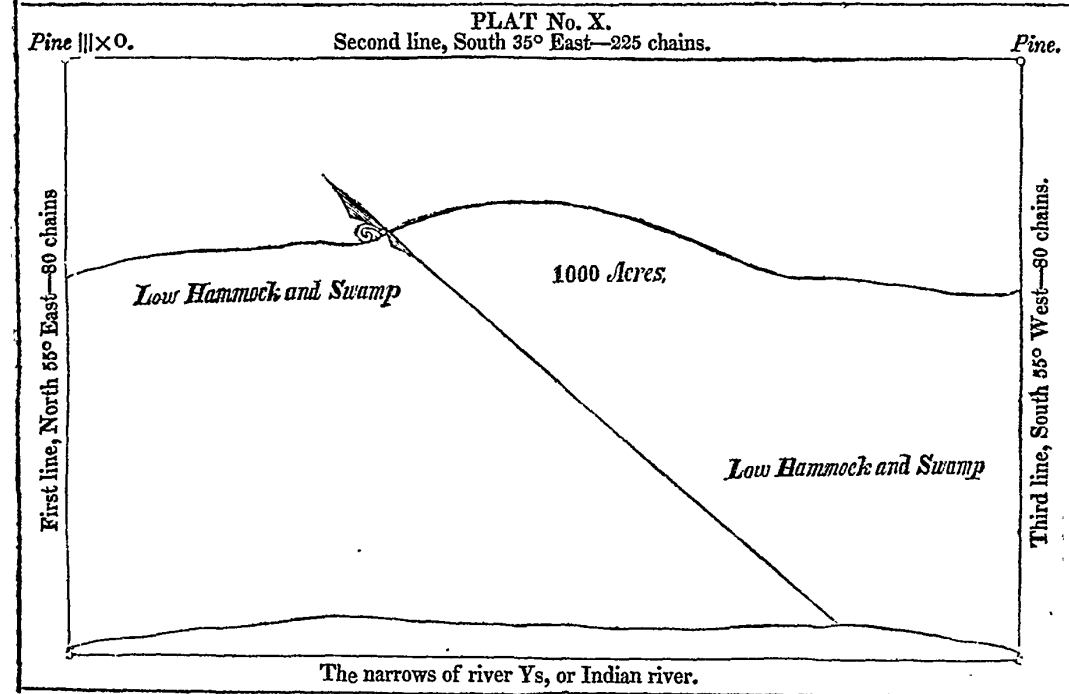 PLAT No. X.
Pine |||×O.
Second line, South 35° East—225 chains.
Pine.
First line, North 55° East—80 chains
1000 Acres,
Low Hammock and Swamp
Third line, South 55° West—80 chains.
Low Hammock and Swamp
The narrows of river Ys, or Indian river.